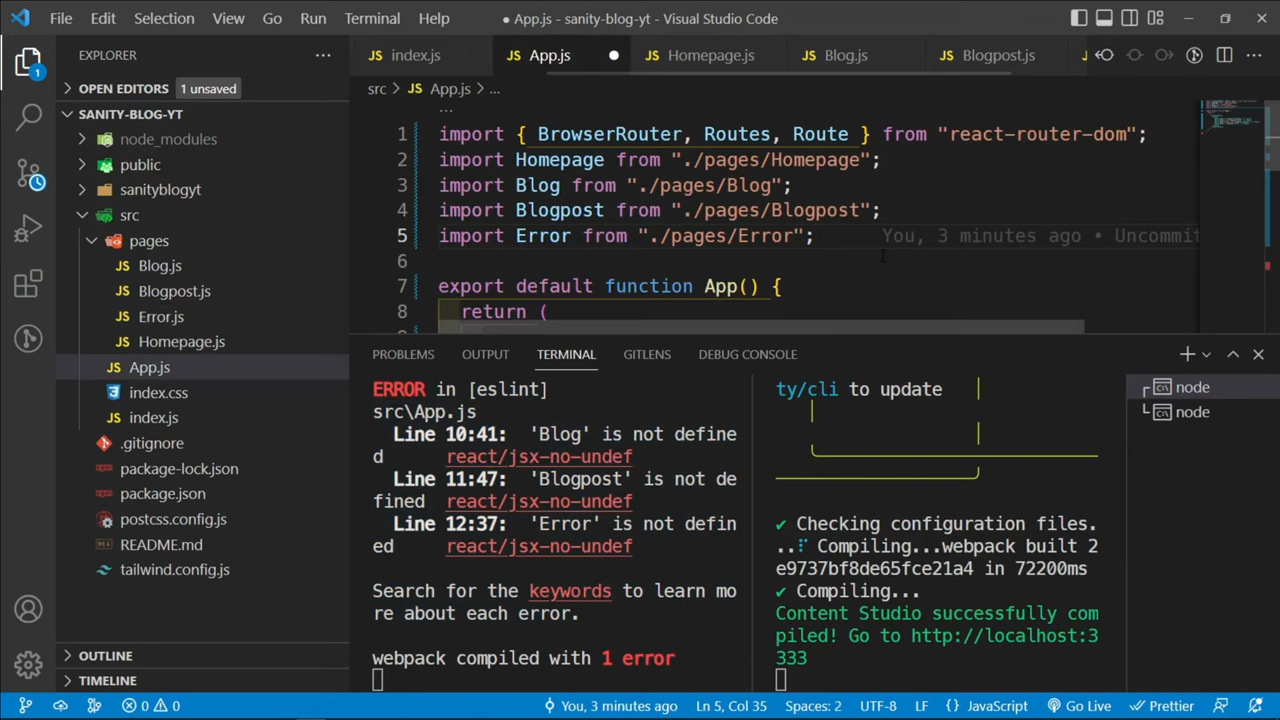 File Edit Selection View Go Run Terminal Help
● App.js - sanity-blog-yt - Visual Studio Code
1
EXPLORER
OPEN EDITORS 1 unsaved
SANITY-BLOG-YT
node_modules
public
sanityblogyt
src
pages
JS Blog.js
JS Blogpost.js
JS Error.js
JS Homepage.js
JS App.js
index.css
JS index.js
.gitignore
package-lock.json
package.json
postcss.config.js
README.md
tailwind.config.js
OUTLINE
TIMELINE
JS index.js
JS App.js ●
JS Homepage.js
JS Blog.js
JS Blogpost.js
src > JS App.js > ...
...
1 import { BrowserRouter, Routes, Route } from "react-router-dom";
2 import Homepage from "./pages/Homepage";
3 import Blog from "./pages/Blog";
4 import Blogpost from "./pages/Blogpost";
5 import Error from "./pages/Error"; You, 3 minutes ago • Uncommit
6
7 export default function App() {
8 return (
PROBLEMS OUTPUT TERMINAL GITLENS DEBUG CONSOLE
ERROR in [eslint]
src\App.js
Line 10:41: 'Blog' is not define
d react/jsx-no-undef
Line 11:47: 'Blogpost' is not de
fined react/jsx-no-undef
Line 12:37: 'Error' is not defin
ed react/jsx-no-undef
Search for the keywords to learn mo
re about each error.
webpack compiled with 1 error
ty/cli to update
✔ Checking configuration files.
..⠏ Compiling...webpack built 2
e9737bf8de65fce21a4 in 72200ms
✔ Compiling...
Content Studio successfully com
piled! Go to http://localhost:3
333
node
node
0 0
You, 3 minutes ago
Ln 5, Col 35
Spaces: 2
UTF-8
LF
{} JavaScript
Go Live
Prettier